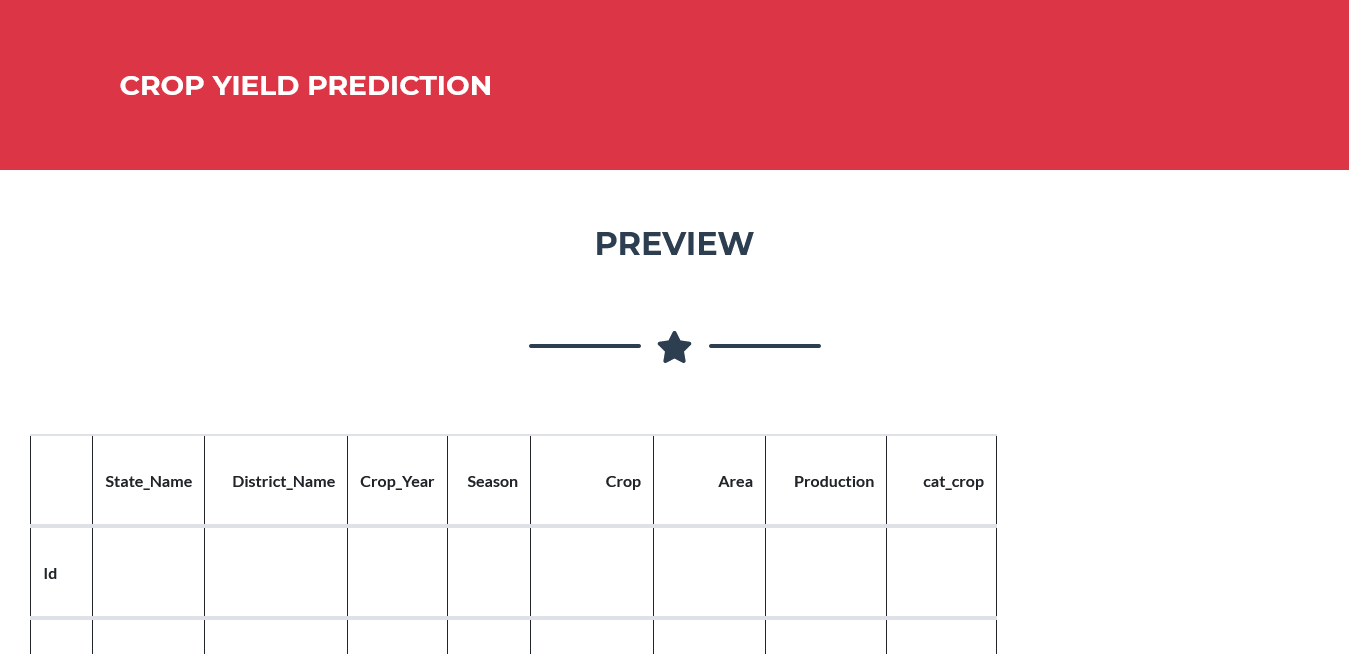 CROP YIELD PREDICTION
PREVIEW
State_Name District_Name Crop_Year Season Crop Area Production cat_crop
Id